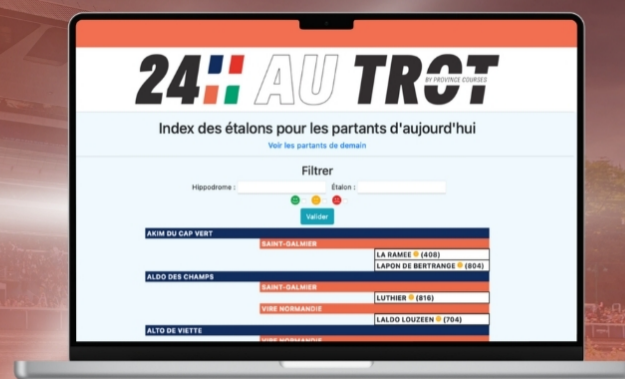 24H AU TROT
BY PROVINCE COURSES
Index des étalons pour les partants d'aujourd'hui
Voir les partants de demain
Filtrer
Hippodrome : Étalon :
Valider
AKIM DU CAP VERT
SAINT-GALMIER
LA RAMEE (408)
LAPON DE BERTRANGE (804)
ALDO DES CHAMPS
SAINT-GALMIER
LUTHIER (816)
VIRE NORMANDIE
LALDO LOUZEEN (704)
ALTO DE VIETTE
VIRE NORMANDIE